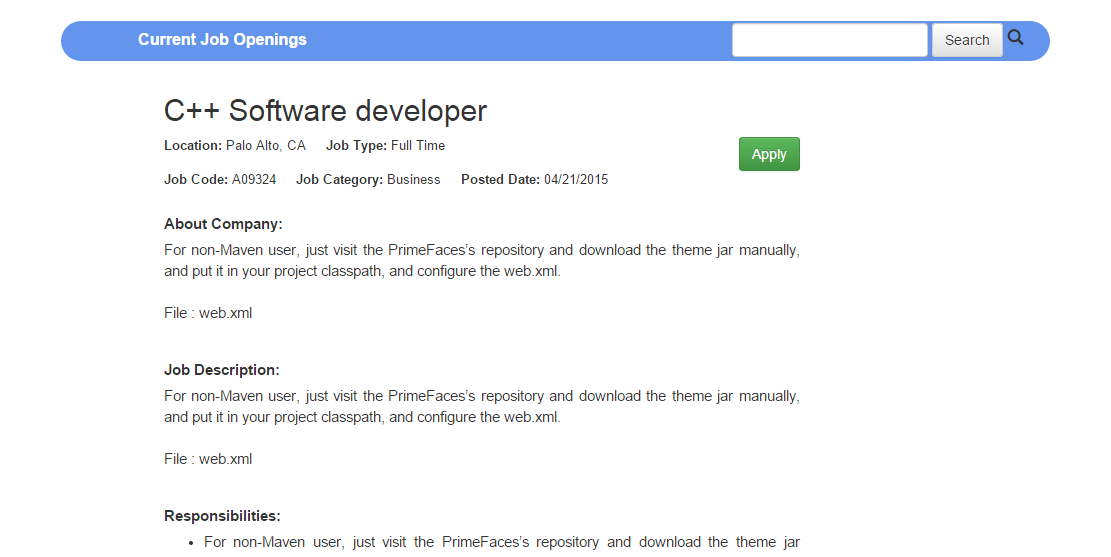 Current Job Openings Search
C++ Software developer
Location: Palo Alto, CA Job Type: Full Time
Apply
Job Code: A09324 Job Category: Business Posted Date: 04/21/2015
About Company:
For non-Maven user, just visit the PrimeFaces’s repository and download the theme jar manually,
and put it in your project classpath, and configure the web.xml.
File : web.xml
Job Description:
For non-Maven user, just visit the PrimeFaces’s repository and download the theme jar manually,
and put it in your project classpath, and configure the web.xml.
File : web.xml
Responsibilities:
• For non-Maven user, just visit the PrimeFaces’s repository and download the theme jar